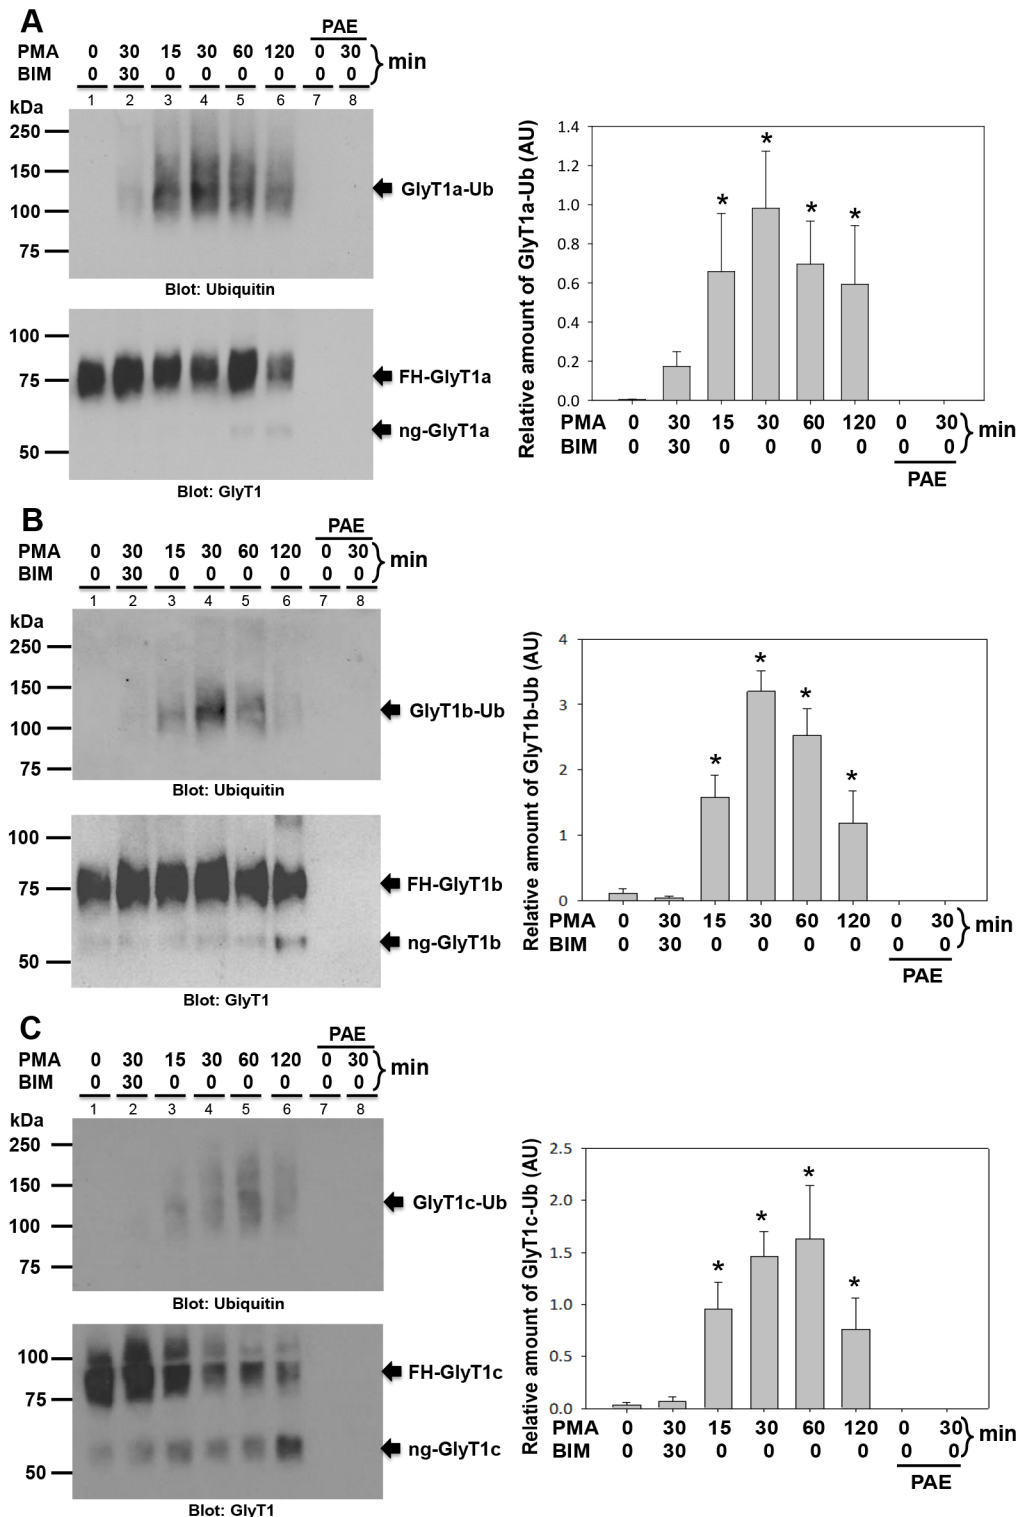 A
PAE
PMA 0 30 15 30 60 120 0 30 } min
BIM 0 30 0 0 0 0 0 0
kDa 1 2 3 4 5 6 7 8
250
150
100
75
GlyT1a-Ub
Blot: Ubiquitin
100
75
50
FH-GlyT1a
ng-GlyT1a
Blot: GlyT1
Relative amount of GlyT1a-Ub (AU)
1.4
1.2
1.0
0.8
0.6
0.4
0.2
0.0
* * * *
PMA 0 30 15 30 60 120 0 30 } min
BIM 0 30 0 0 0 0 0 0
PAE
B
PAE
PMA 0 30 15 30 60 120 0 30 } min
BIM 0 30 0 0 0 0 0 0
1 2 3 4 5 6 7 8
kDa
250
150
100
75
GlyT1b-Ub
Blot: Ubiquitin
100
75
50
FH-GlyT1b
ng-GlyT1b
Blot: GlyT1
Relative amount of GlyT1b-Ub (AU)
4
3
2
1
0
* * * *
PMA 0 30 15 30 60 120 0 30 } min
BIM 0 30 0 0 0 0 0 0
PAE
C
PAE
PMA 0 30 15 30 60 120 0 30 } min
BIM 0 30 0 0 0 0 0 0
1 2 3 4 5 6 7 8
kDa
250
150
100
75
GlyT1c-Ub
Blot: Ubiquitin
100
75
50
FH-GlyT1c
ng-GlyT1c
Blot: GlyT1
Relative amount of GlyT1c-Ub (AU)
2.5
2.0
1.5
1.0
0.5
0.0
* * * *
PMA 0 30 15 30 60 120 0 30 } min
BIM 0 30 0 0 0 0 0 0
PAE